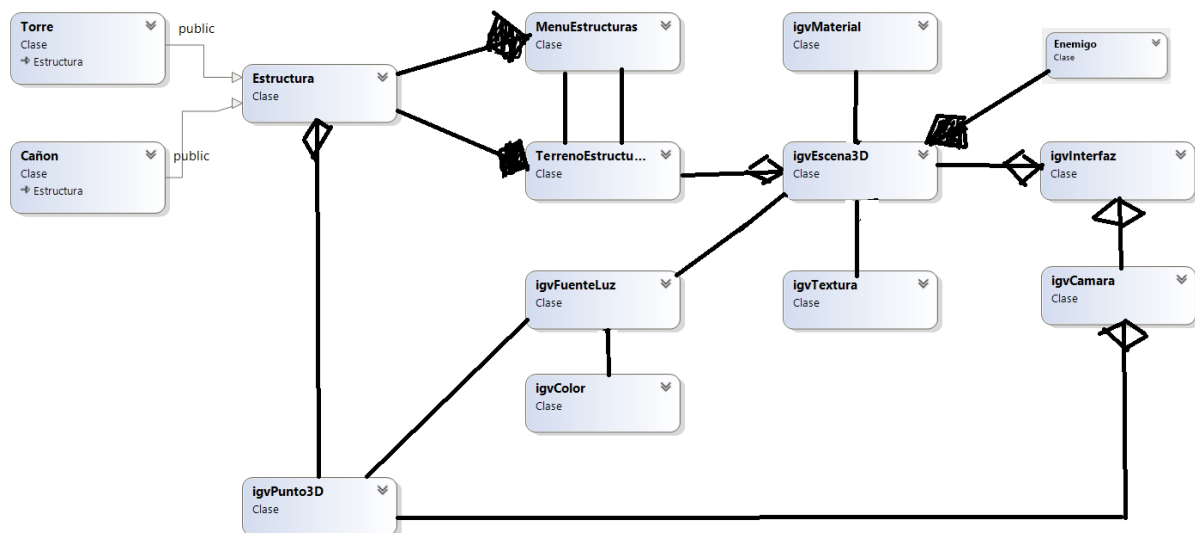 Torre
Clase
Estructura
public
Cañon
Clase
Estructura
public
Estructura
Clase
MenuEstructuras
Clase
TerrenoEstructu...
Clase
igvMaterial
Clase
Enemigo
Clase
igvEscena3D
Clase
igvInterfaz
Clase
igvFuenteLuz
Clase
igvTextura
Clase
igvCamara
Clase
igvColor
Clase
igvPunto3D
Clase